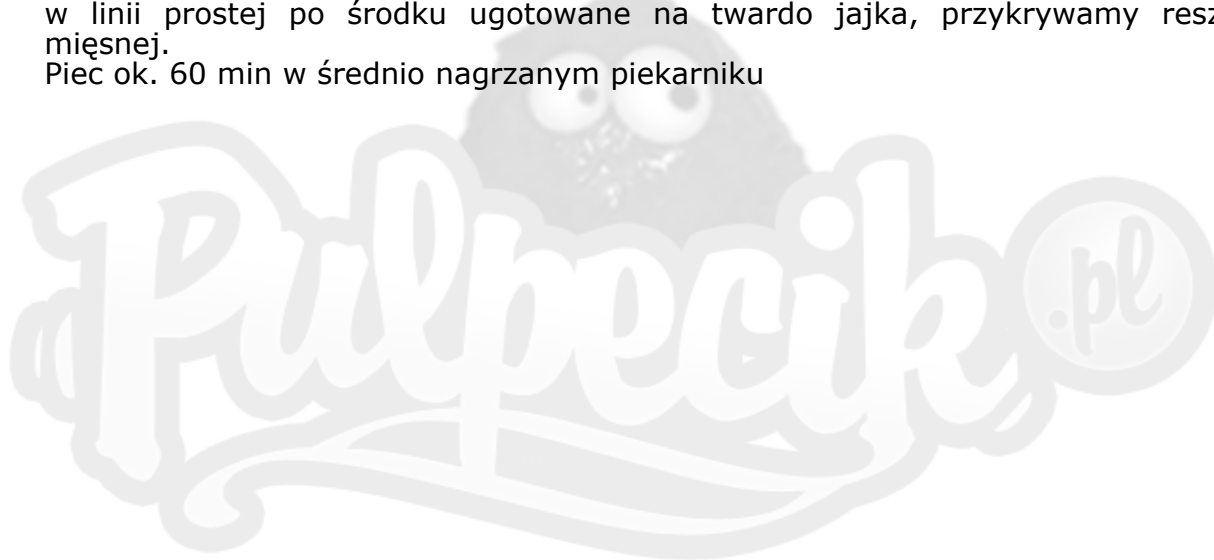 w linii prostej po środku ugotowane na twardo jajka, przykrywamy
mięsnej.
Piec ok. 60 min w średnio nagrzanym piekarniku
Pulpecik .pl